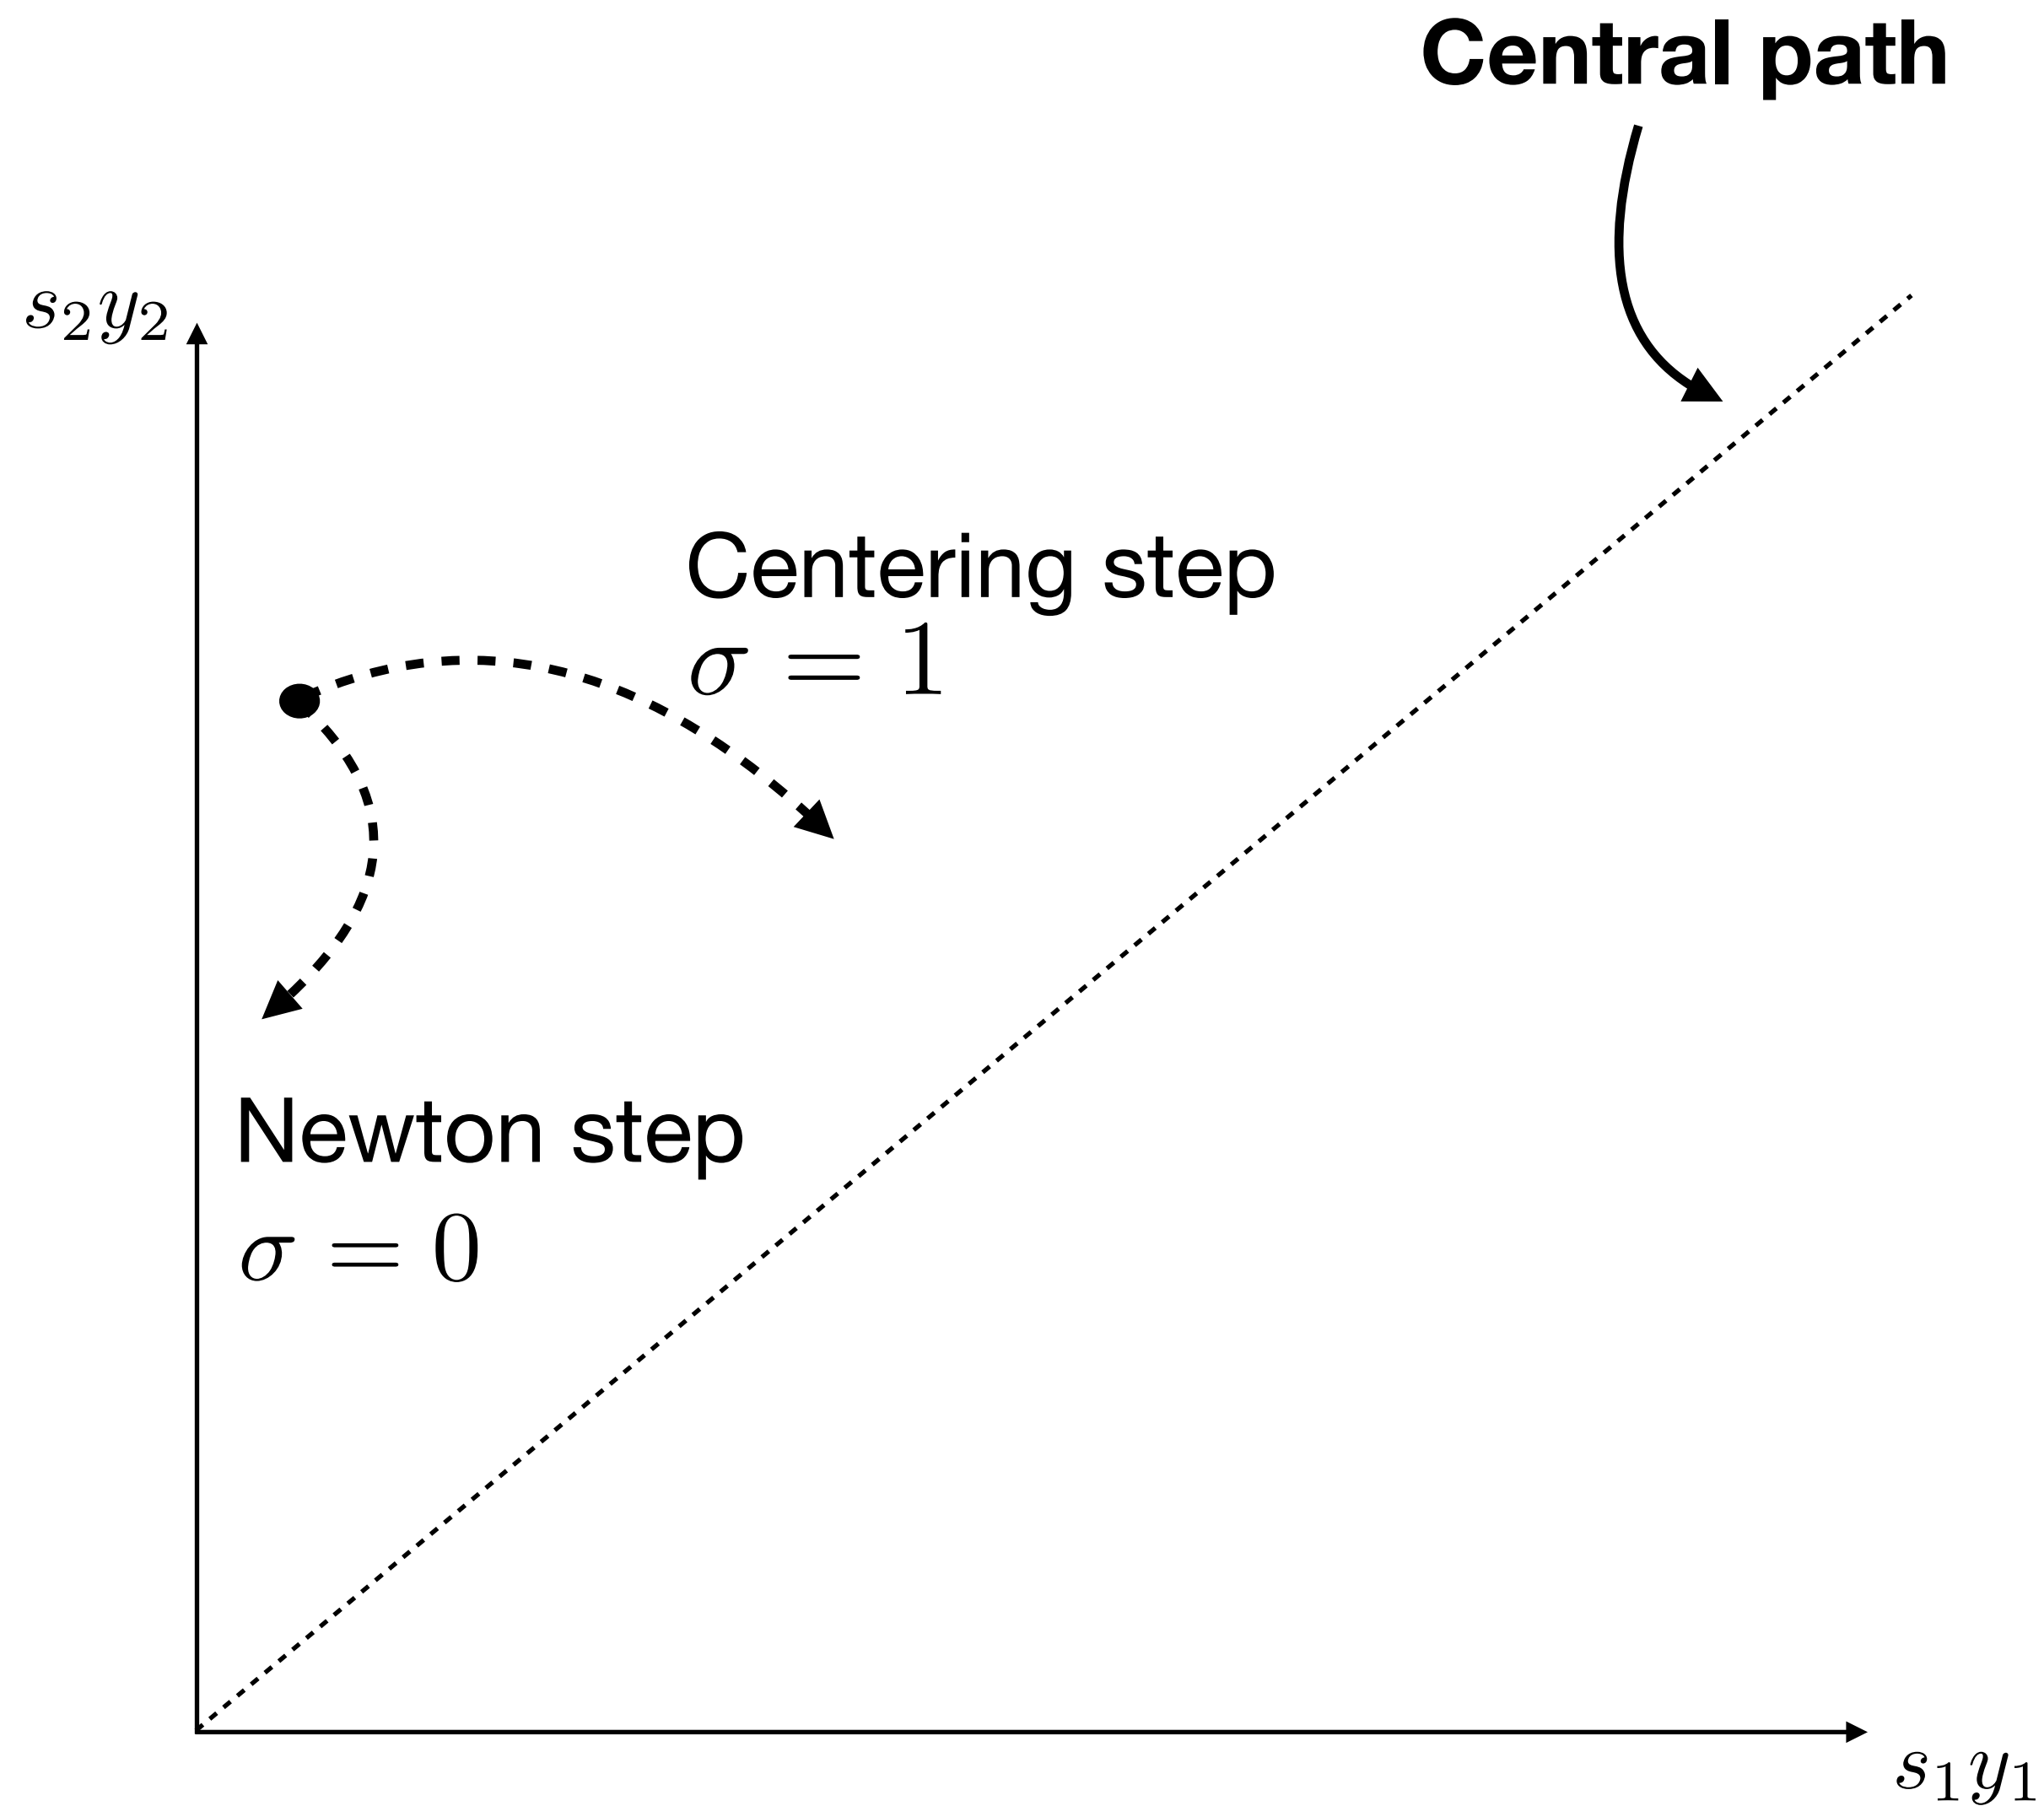 Central path
s₂y₂
Centering step
σ = 1
Newton step
σ = 0
s₁y₁